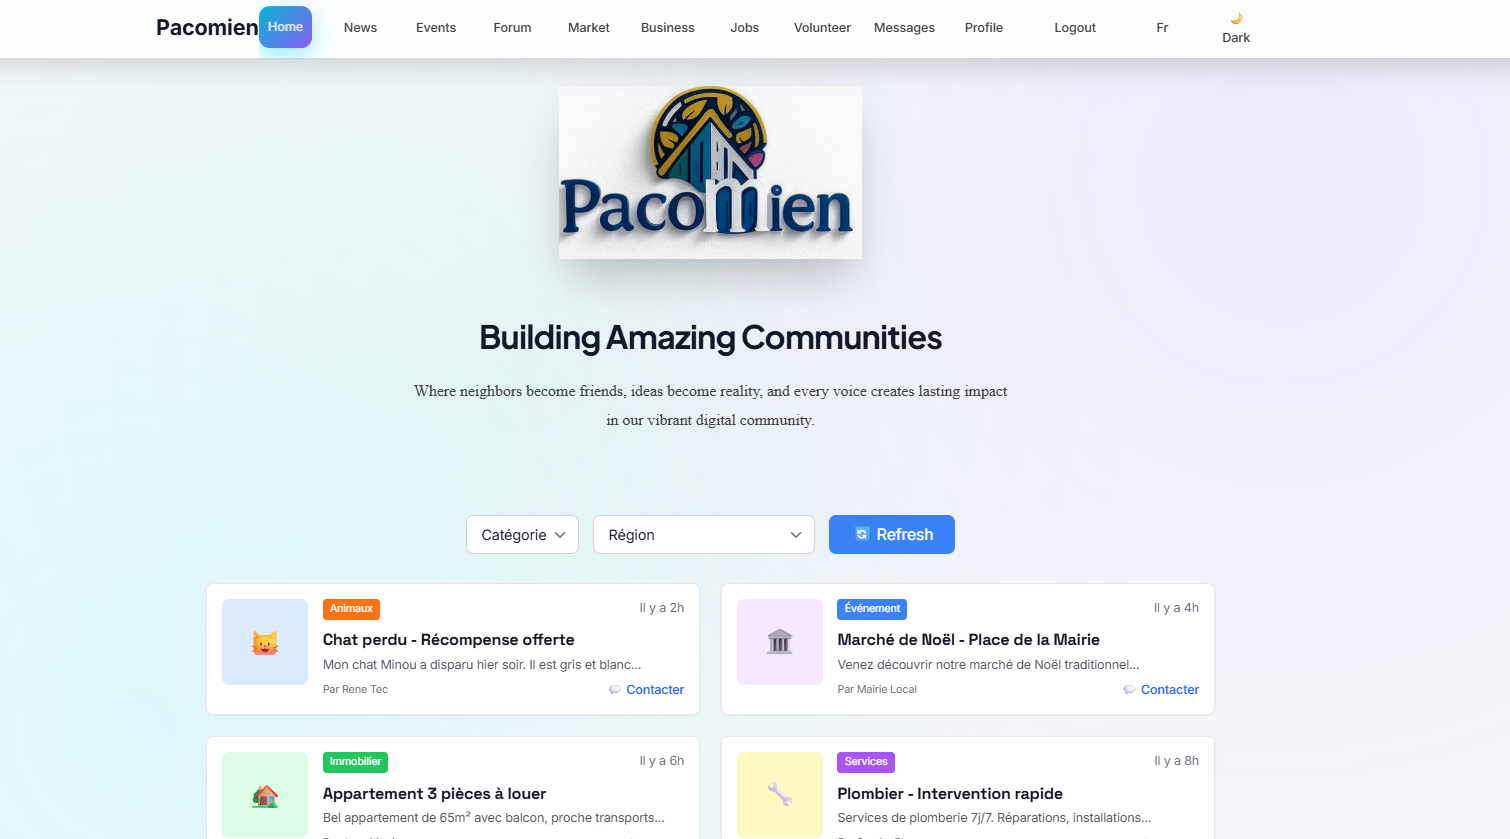 Pacomien Home News Events Forum Market Business Jobs Volunteer Messages Profile Logout Fr Dark
Pacomien
Building Amazing Communities
Where neighbors become friends, ideas become reality, and every voice creates lasting impact
in our vibrant digital community.
Catégorie Région Refresh
Animaux Il y a 2h
Chat perdu - Récompense offerte
Mon chat Minou a disparu hier soir. Il est gris et blanc...
Par Rene Tec Contacter
Événement Il y a 4h
Marché de Noël - Place de la Mairie
Venez découvrir notre marché de Noël traditionnel...
Par Mairie Local Contacter
Immobilier Il y a 6h
Appartement 3 pièces à louer
Bel appartement de 65m² avec balcon, proche transports...
Services Il y a 8h
Plombier - Intervention rapide
Services de plomberie 7j/7. Réparations, installations...